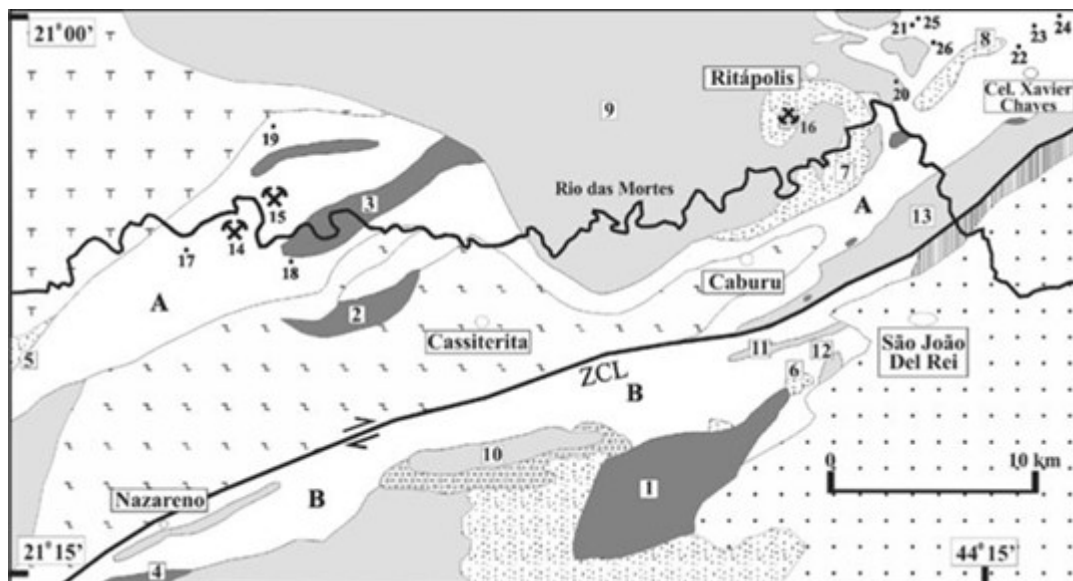 21°00'
21
25
26
8
22
23
24
Ritápolis
20
Cel. Xavier
Chaves
9
16
19
Rio das Mortes
7
3
15
14
A
13
17
18
A
Caburu
2
5
Cassiterita
11
12
São João
Del Rei
ZCL
6
B
10
0
10 km
1
Nazareno
B
21°15'
4
44°15'